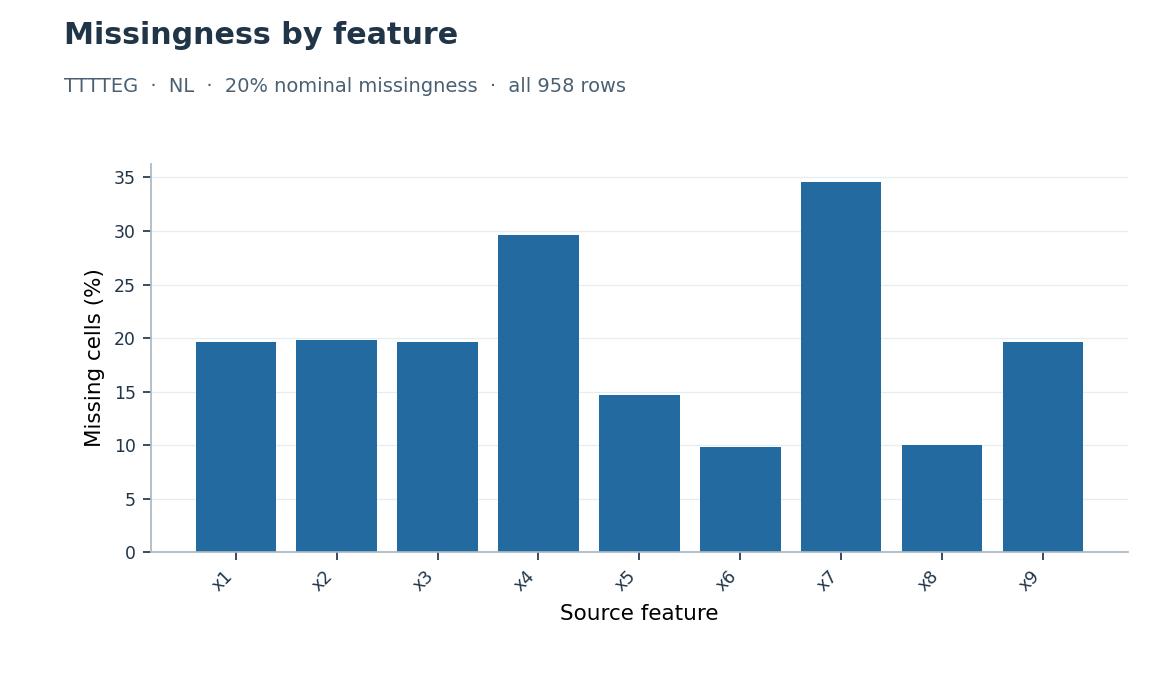 Missingness by feature
TTTTEG · NL · 20% nominal missingness · all 958 rows
35
30
25
20
15
10
5
0
Missing cells (%)
x1 x2 x3 x4 x5 x6 x7 x8 x9
Source feature